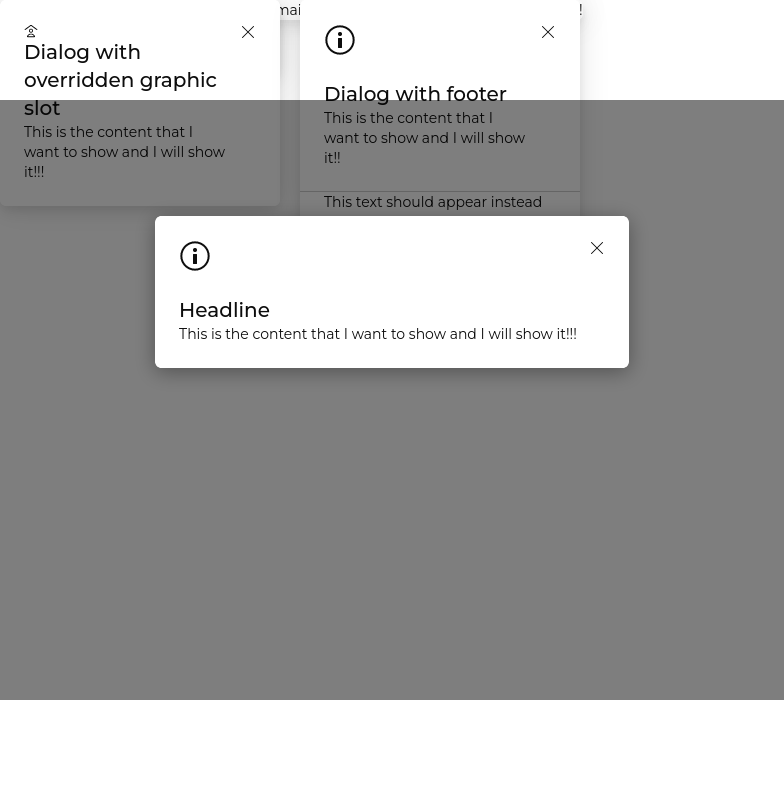 !
Dialog with
overridden graphic
slot
This is the content that I
want to show and I will show
it!!!
Dialog with footer
This is the content that I
want to show and I will show
it!!
This text should appear instead
Headline
This is the content that I want to show and I will show it!!!